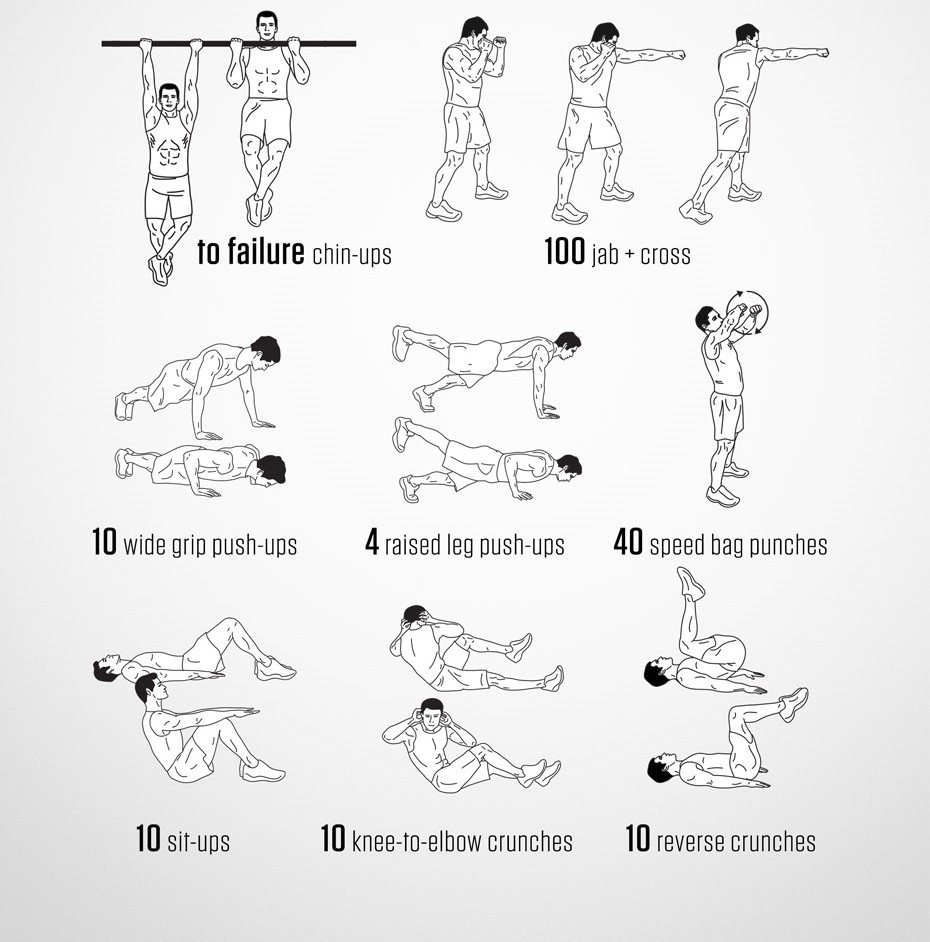 to failure chin-ups
100 jab + cross
10 wide grip push-ups
4 raised leg push-ups
40 speed bag punches
10 sit-ups
10 knee-to-elbow crunches
10 reverse crunches